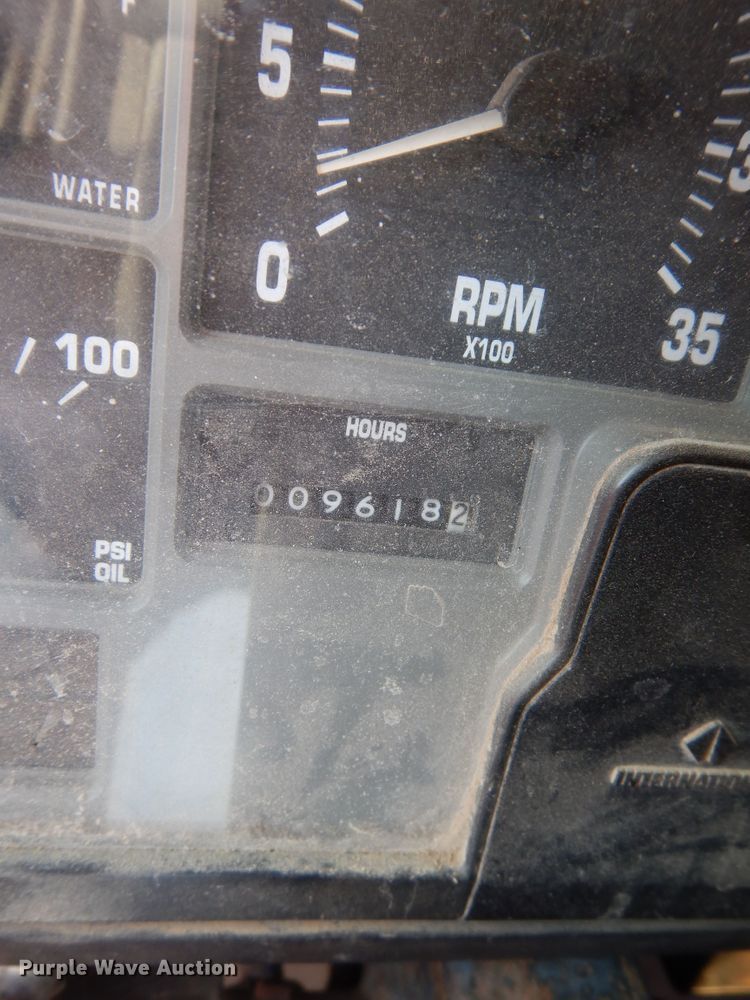 F
5
WATER
0
RPM
X100
35
100
HOURS
0096182
PSI
OIL
Purple Wave Auction